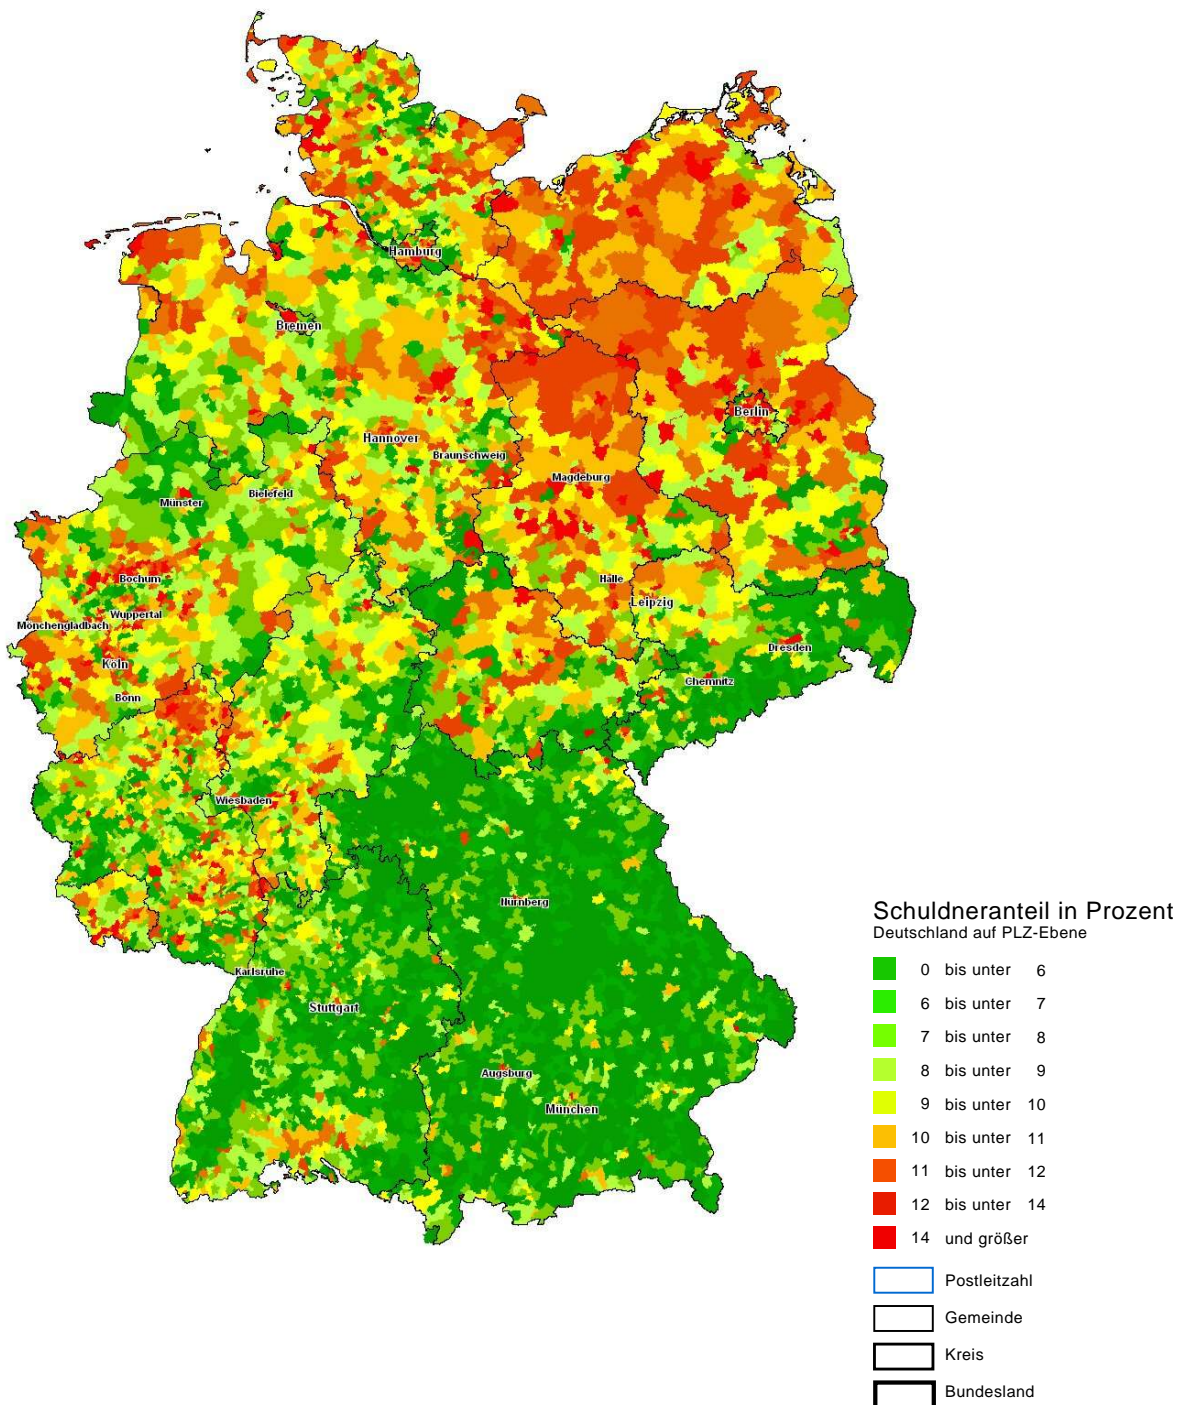 Hamburg
Bremen
Berlin
Hannover
Braunschweig
Magdeburg
Bielefeld
Münster
Bochum
Halle
Leipzig
Wuppertal
Mönchengladbach
Dresden
Köln
Chemnitz
Bonn
Wiesbaden
Nürnberg
Karlsruhe
Stuttgart
Augsburg
München
Schuldneranteil in Prozent
Deutschland auf PLZ-Ebene
0 bis unter 6
6 bis unter 7
7 bis unter 8
8 bis unter 9
9 bis unter 10
10 bis unter 11
11 bis unter 12
12 bis unter 14
14 und größer
Postleitzahl
Gemeinde
Kreis
Bundesland